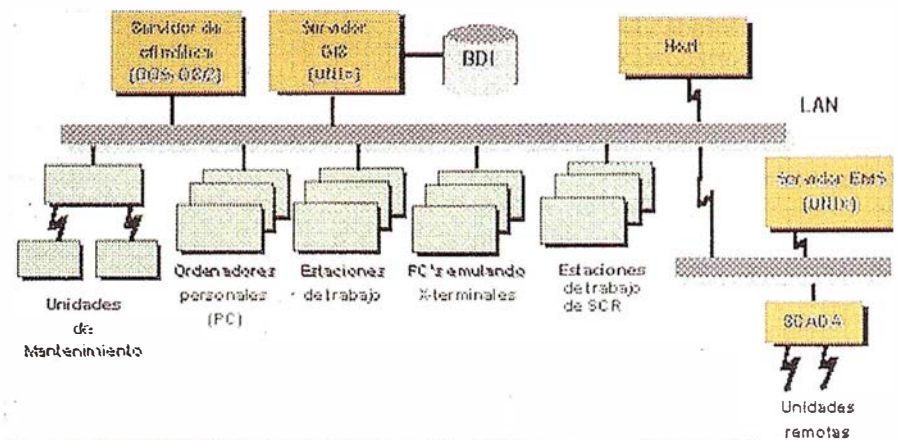 Servidor de
ofimática
(DOS-OS/2)
Servidor
GIS
(UNIx)
BDI
Host
LAN
Servidor EMS
(UNIx)
Ordenadores
personales
(PC)
Estaciones
de trabajo
PC's emulando
X-terminales
Estaciones
de trabajo
de SCR
Unidades
de
Mantenimiento
SCADA
Unidades
remotas